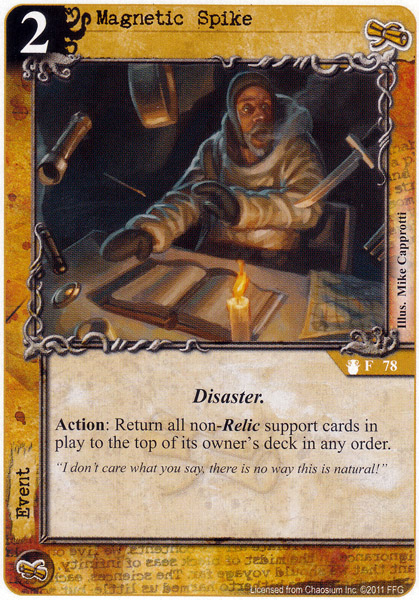 2
Magnetic Spike
Illus. Mike Capprotti
F 78
Disaster.
Action: Return all non-Relic support cards in
play to the top of its owner's deck in any order.
"I don't care what you say, there is no way this is natural!"
Event
Licensed from Chaosium Inc. ©2011 FFG